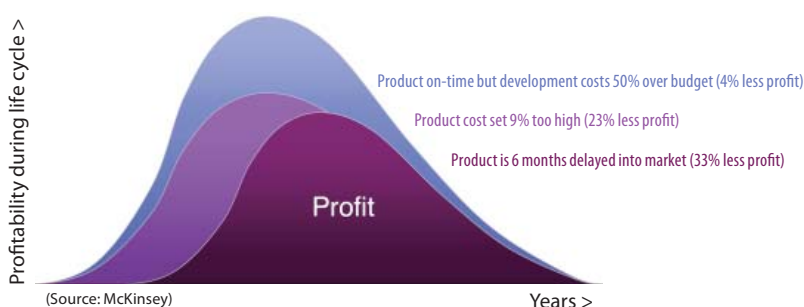 Profitability during life cycle >
Product on-time but development costs 50% over budget (4% less profit)
Product cost set 9% too high (23% less profit)
Product is 6 months delayed into market (33% less profit)
Profit
(Source: McKinsey)
Years >